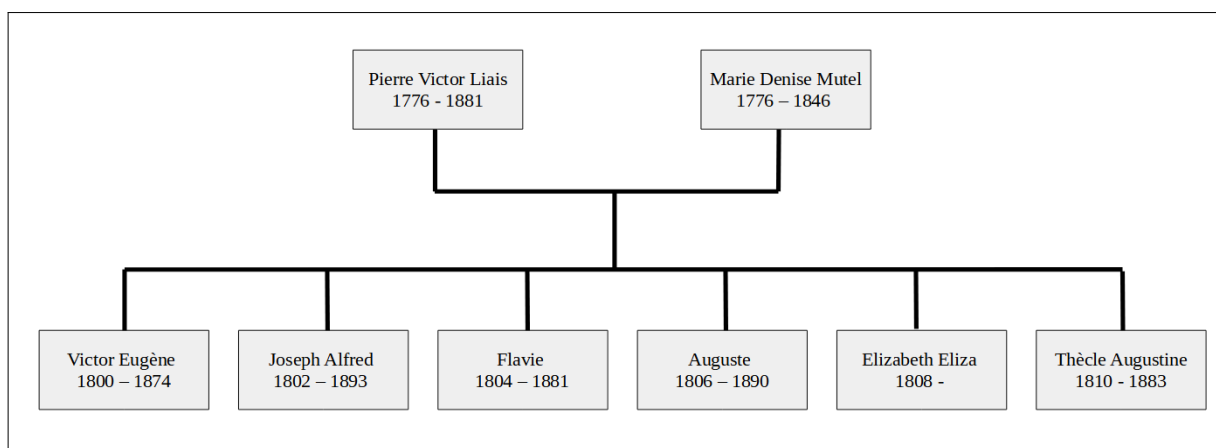 Pierre Victor Liais
1776 - 1881
Marie Denise Mutel
1776 – 1846
Victor Eugène
1800 – 1874
Joseph Alfred
1802 – 1893
Flavie
1804 – 1881
Auguste
1806 – 1890
Elizabeth Eliza
1808 -
Thècle Augustine
1810 - 1883